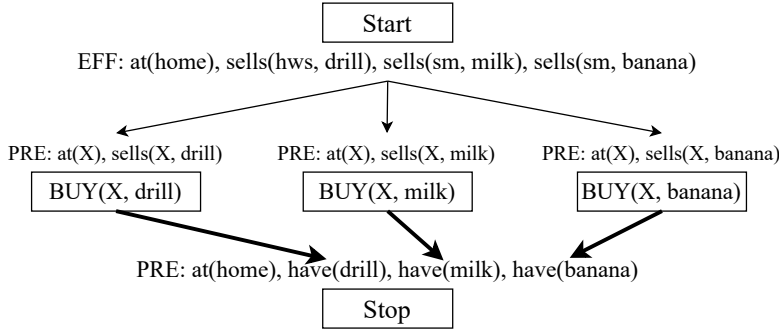 Start
EFF: at(home), sells(hws, drill), sells(sm, milk), sells(sm, banana)
PRE: at(X), sells(X, drill) PRE: at(X), sells(X, milk) PRE: at(X), sells(X, banana)
BUY(X, drill) BUY(X, milk) BUY(X, banana)
PRE: at(home), have(drill), have(milk), have(banana)
Stop